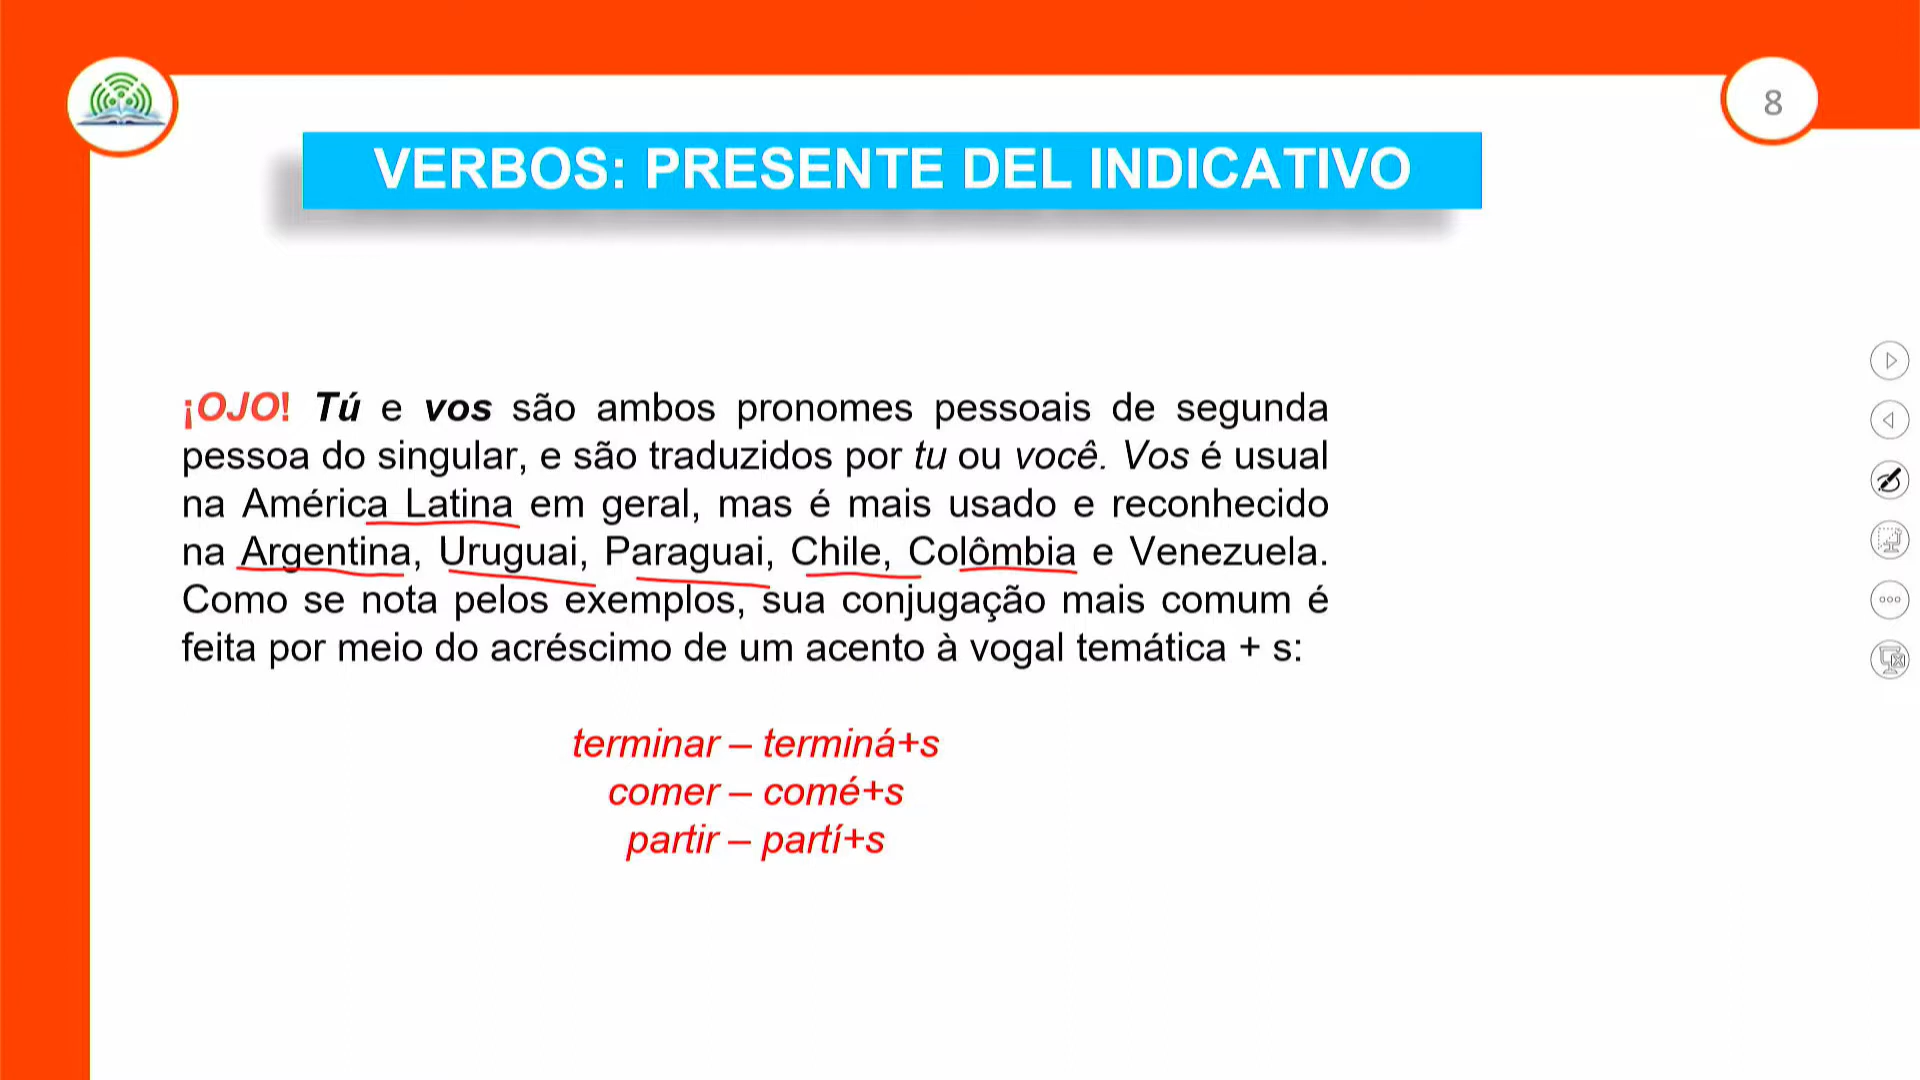 8
VERBOS: PRESENTE DEL INDICATIVO
¡OJO! Tú e vos são ambos pronomes pessoais de segunda
pessoa do singular, e são traduzidos por tu ou você. Vos é usual
na América Latina em geral, mas é mais usado e reconhecido
na Argentina, Uruguai, Paraguai, Chile, Colômbia e Venezuela.
Como se nota pelos exemplos, sua conjugação mais comum é
feita por meio do acréscimo de um acento à vogal temática + s:
terminar – terminá+s
comer – comé+s
partir – partí+s